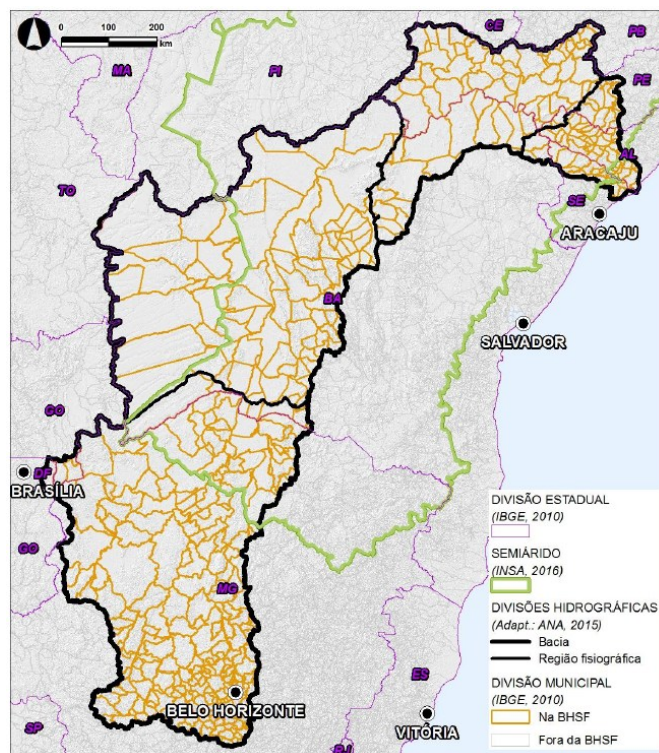 0 100 200
km
CE
PB
MA
PI
PE
TO
AL
SE
ARACAJU
BA
SALVADOR
GO
DF
BRASÍLIA
GO
MG
BELO HORIZONTE
ES
VITÓRIA
SP
RJ
DIVISÃO ESTADUAL
(IBGE, 2010)
SEMIÁRIDO
(INSA, 2016)
DIVISÕES HIDROGRÁFICAS
(Adapt.: ANA, 2015)
Bacia
Região fisiográfica
DIVISÃO MUNICIPAL
(IBGE, 2010)
Na BHSF
Fora da BHSF